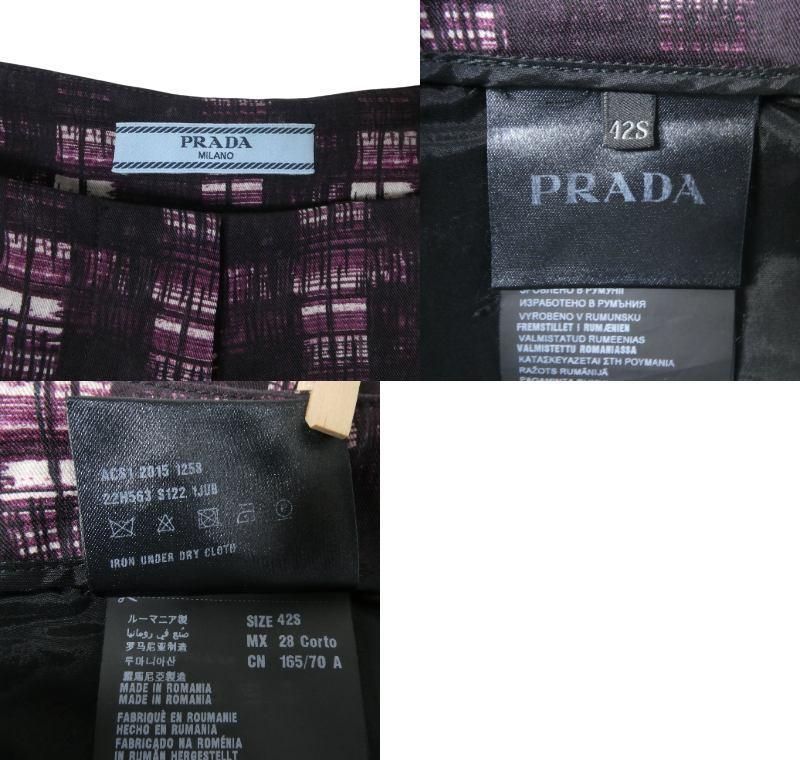 PRADA
MILANO
42S
PRADA
ЗРОБЛЕНО В РУМУНІЇ
ИЗРАБОТЕНО В РУМЪНИЯ
VYROBENO V RUMUNSKU
FREMSTILLET I RUMÆNIEN
VALMISTATUD RUMEENIAS
VALMISTETTU ROMANIASSA
ΚΑΤΑΣΚΕΥΑΖΕΤΑΙ ΣΤΗ ΡΟΥΜΑΝΙΑ
RAŽOTS RUMĀNIJĀ
2015 1258
22H563 S122 1JUB
IRON UNDER DRY CLOTH
ルーマニア製
صنع في رومانيا
罗马尼亚制造
루마니아산
羅馬尼亞製造
MADE IN ROMANIA
MADE IN ROMANIA
FABRIQUÉ EN ROUMANIE
HECHO EN RUMANIA
FABRICADO NA ROMÉNIA
IN RUMÄN HERGESTELLT
SIZE 42S
MX 28 Corto
CN 165/70 A